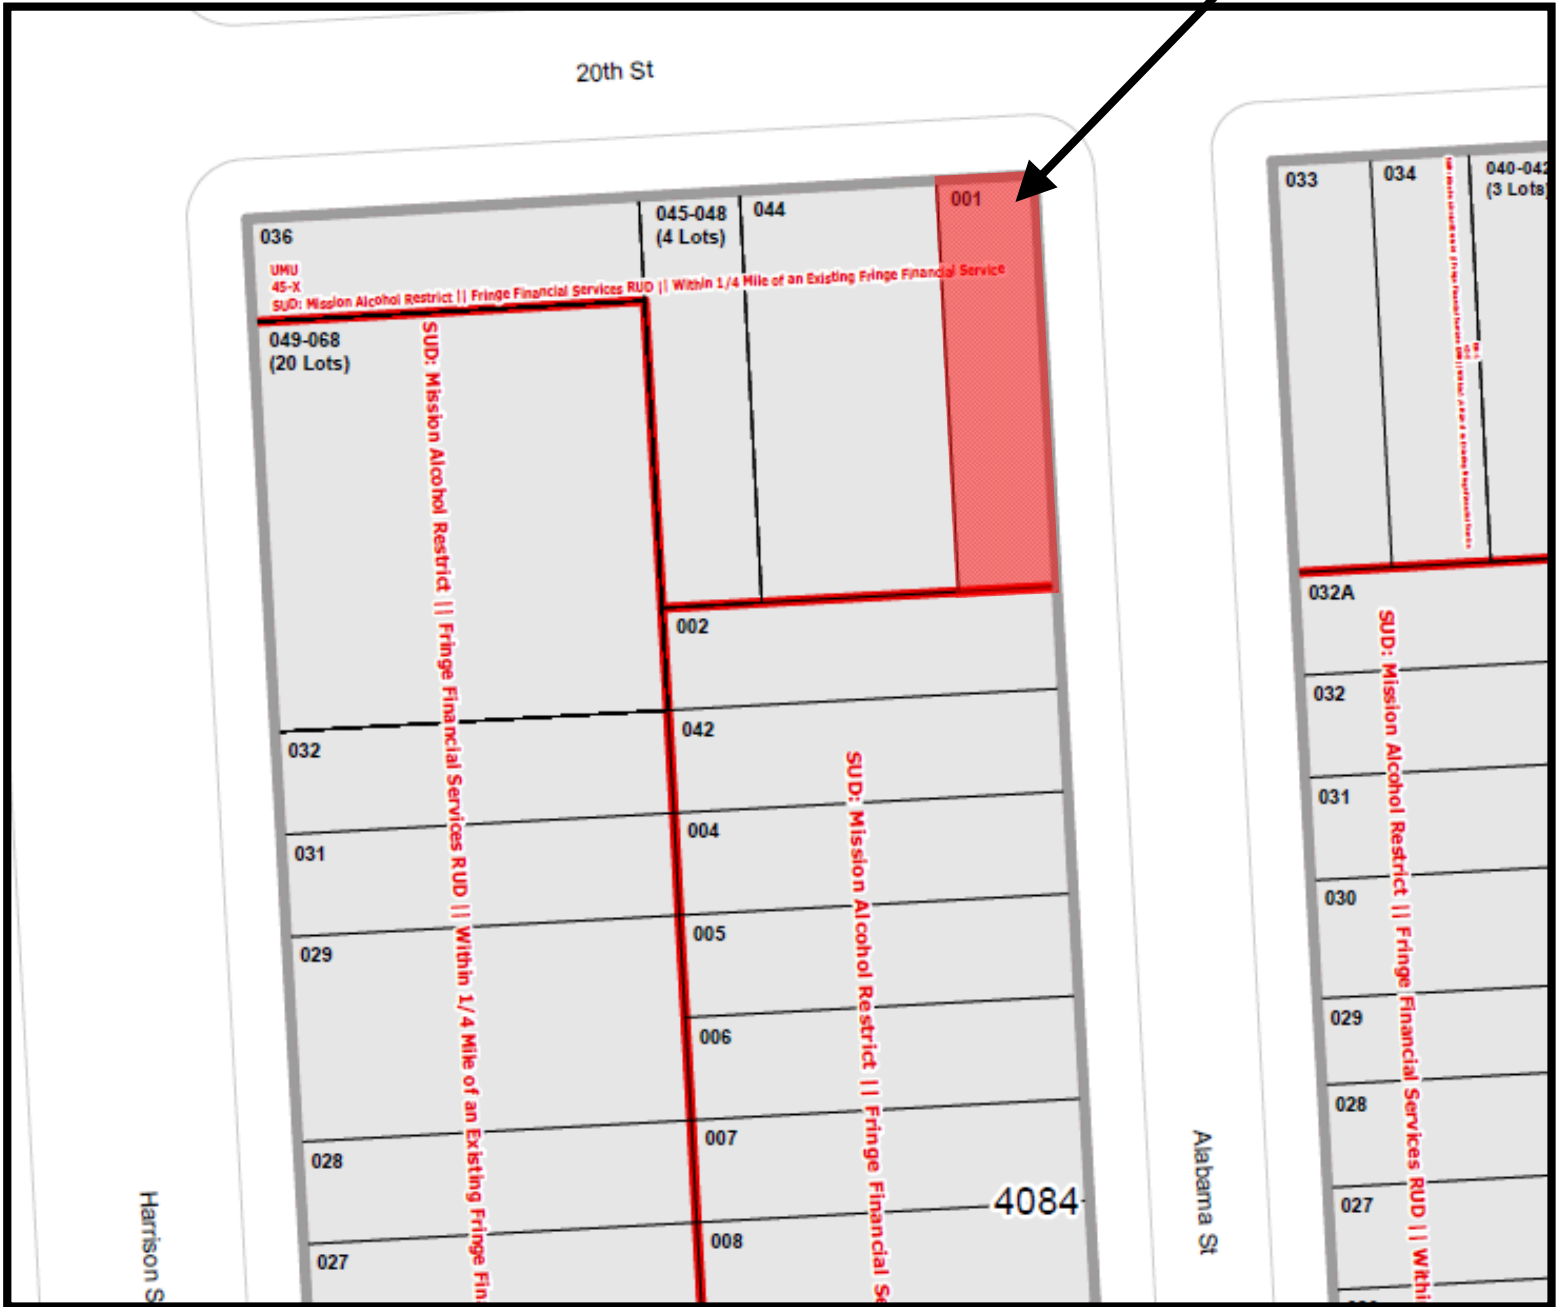 20th St
036
045-048
(4 Lots)
044
001
033
034
040-042
(3 Lots)
UMU
45-X
SUD: Mission Alcohol Restrict || Fringe Financial Services RUD || Within 1/4 Mile of an Existing Fringe Financial Service
049-068
(20 Lots)
SUD: Mission Alcohol Restrict || Fringe Financial Services RUD || Within 1/4 Mile of an Existing Fringe Fin
002
042
004
005
006
007
008
032
031
029
028
027
SUD: Mission Alcohol Restrict || Fringe Financial Se
4084
032A
032
031
030
029
028
027
SUD: Mission Alcohol Restrict || Fringe Financial Services RUD || Withi
Harrison S
Alabama St